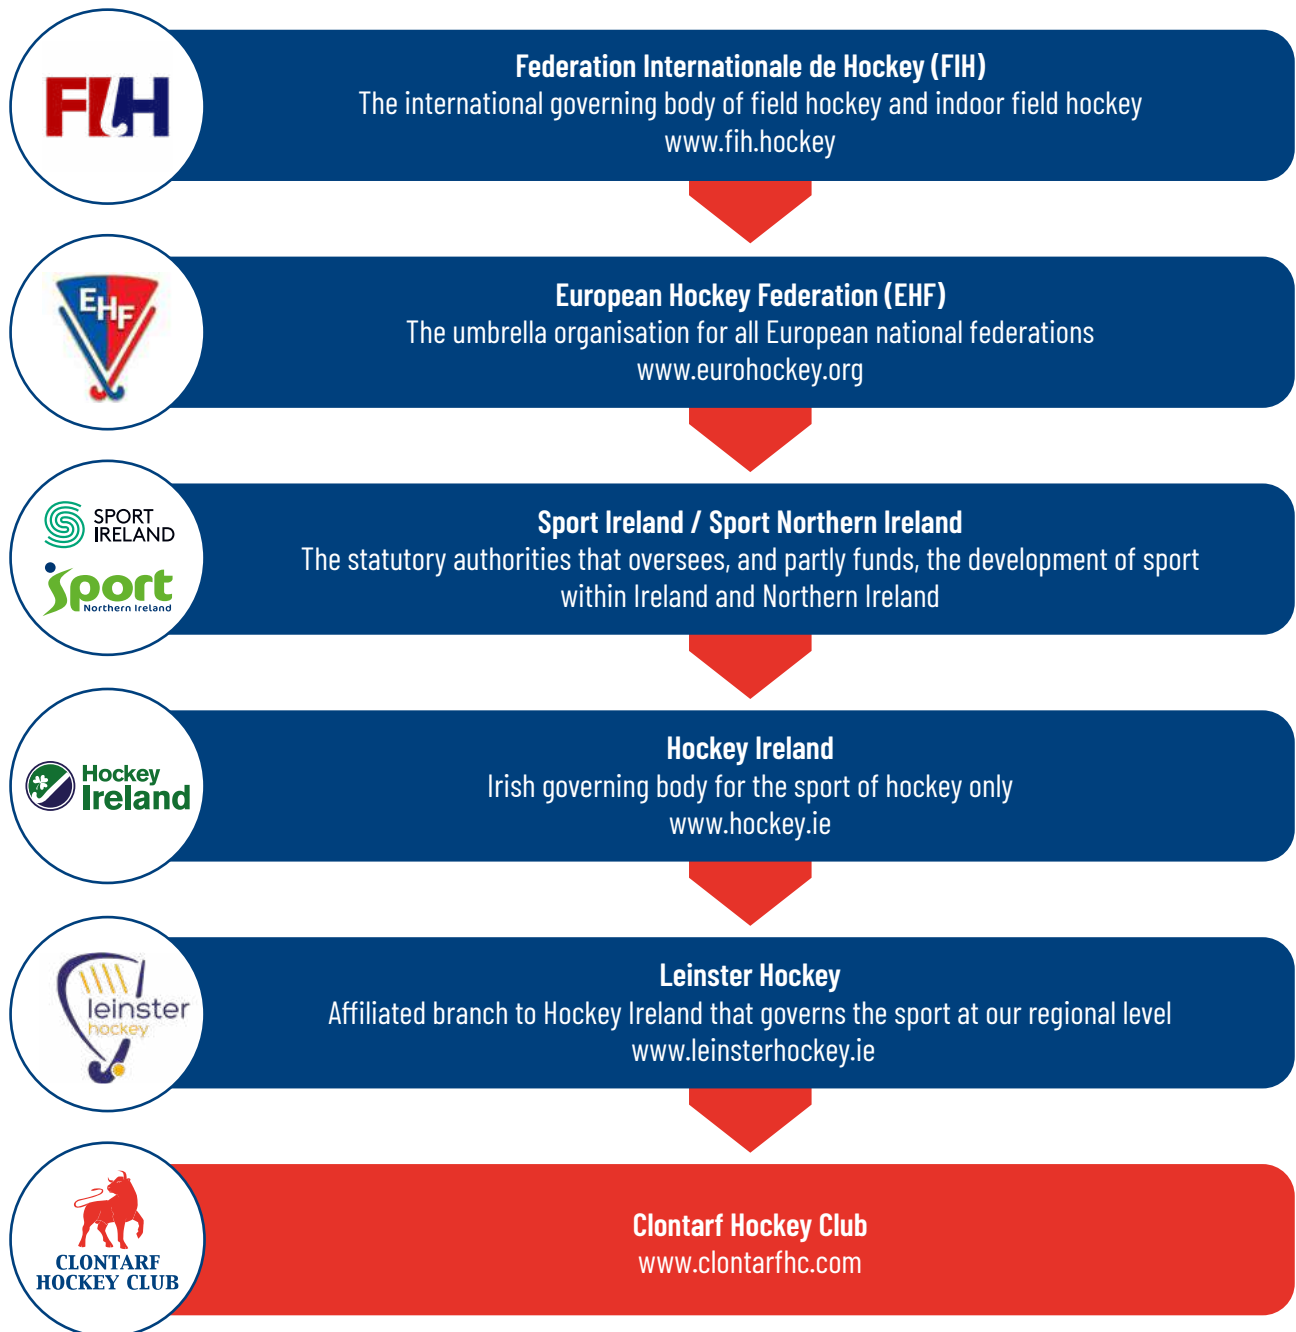 FIH
Federation Internationale de Hockey (FIH)
The international governing body of field hockey and indoor field hockey
www.fih.hockey
EHF
European Hockey Federation (EHF)
The umbrella organisation for all European national federations
www.eurohockey.org
SPORT
IRELAND
Sport
Northern Ireland
Sport Ireland / Sport Northern Ireland
The statutory authorities that oversees, and partly funds, the development of sport
within Ireland and Northern Ireland
Hockey
Ireland
Hockey Ireland
Irish governing body for the sport of hockey only
www.hockey.ie
leinster
hockey
Leinster Hockey
Affiliated branch to Hockey Ireland that governs the sport at our regional level
www.leinsterhockey.ie
CLONTARF
HOCKEY CLUB
Clontarf Hockey Club
www.clontarfhc.com